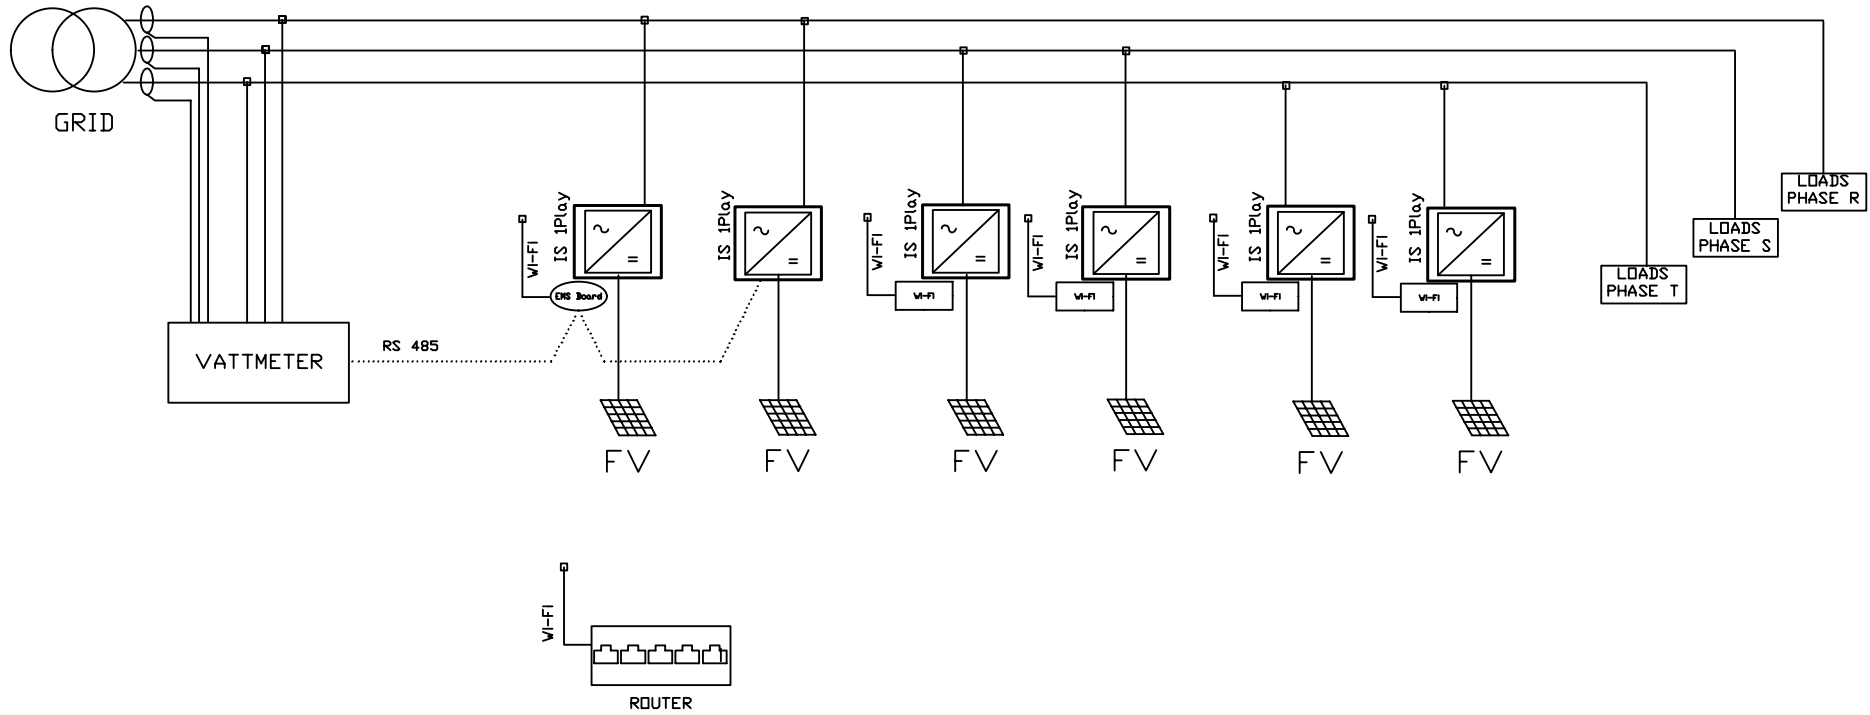 GRID
LOADS
PHASE R
LOADS
PHASE S
LOADS
PHASE T
WI-FI
IS 1Play
IS 1Play
WI-FI
IS 1Play
WI-FI
IS 1Play
WI-FI
IS 1Play
WI-FI
IS 1Play
EMS Board
WI-FI
WI-FI
WI-FI
WI-FI
VATTMETER
RS 485
FV
FV
FV
FV
FV
FV
WI-FI
ROUTER